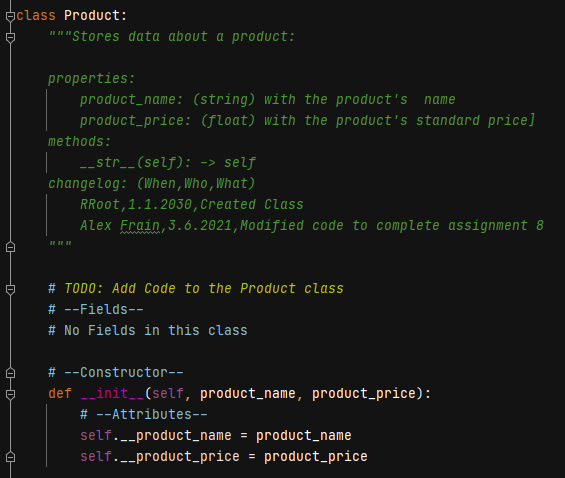 class Product:
"""Stores data about a product:
properties:
product_name: (string) with the product's  name
product_price: (float) with the product's standard price]
methods:
__str__(self): -> self
changelog: (When,Who,What)
RRoot,1.1.2030,Created Class
Alex Frain,3.6.2021,Modified code to complete assignment 8
"""
# TODO: Add Code to the Product class
# --Fields--
# No Fields in this class
# --Constructor--
def __init__(self, product_name, product_price):
# --Attributes--
self.__product_name = product_name
self.__product_price = product_price